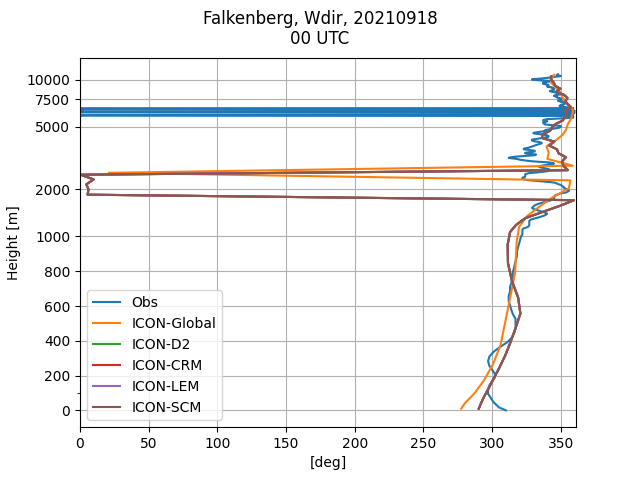 Falkenberg, Wdir, 20210918
00 UTC
10000
7500
5000
2000
1000
800
600
400
200
0
Height [m]
Obs
ICON-Global
ICON-D2
ICON-CRM
ICON-LEM
ICON-SCM
0 50 100 150 200 250 300 350
[deg]